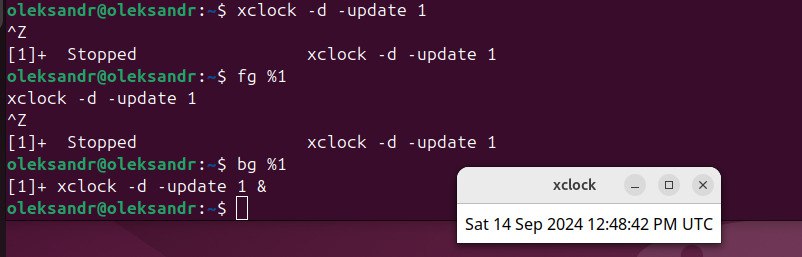 oleksandr@oleksandr:~$ xclock -d -update 1
^Z
[1]+  Stopped                 xclock -d -update 1
oleksandr@oleksandr:~$ fg %1
xclock -d -update 1
^Z
[1]+  Stopped                 xclock -d -update 1
oleksandr@oleksandr:~$ bg %1
[1]+ xclock -d -update 1 &
oleksandr@oleksandr:~$
xclock
Sat 14 Sep 2024 12:48:42 PM UTC